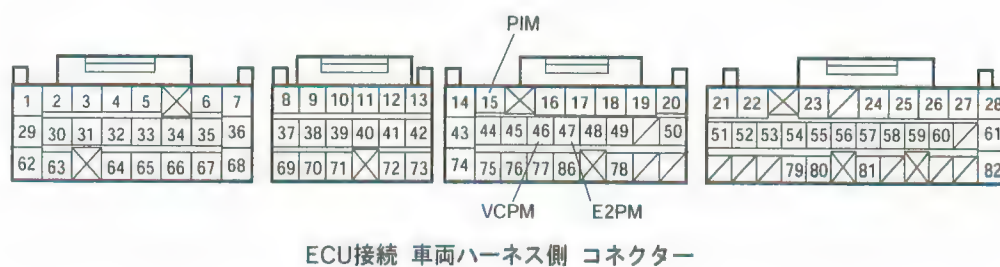 PIM
1 2 3 4 5 6 7 8 9 10 11 12 13 14 15 16 17 18 19 20 21 22 23 24 25 26 27 28
29 30 31 32 33 34 35 36 37 38 39 40 41 42 43 44 45 46 47 48 49 50 51 52 53 54 55 56 57 58 59 60 61
62 63 64 65 66 67 68 69 70 71 72 73 74 75 76 77 86 78 79 80 81 82
VCPM E2PM
ECU接続 車両ハーネス側 コネクター